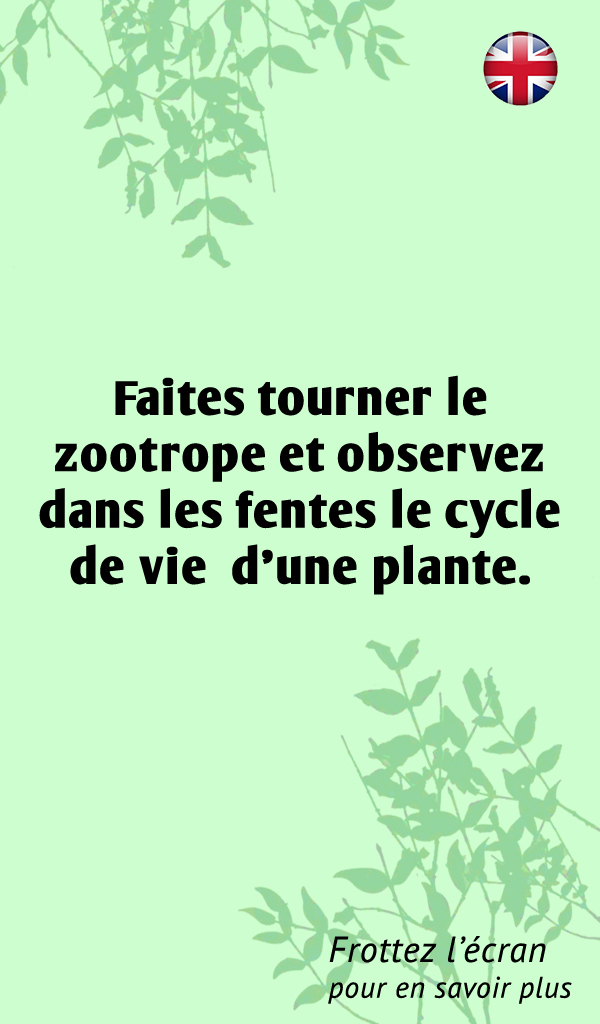 Faites tourner le
zootrope et observez
dans les fentes le cycle
de vie  d’une plante.
Frottez l’écran
pour en savoir plus